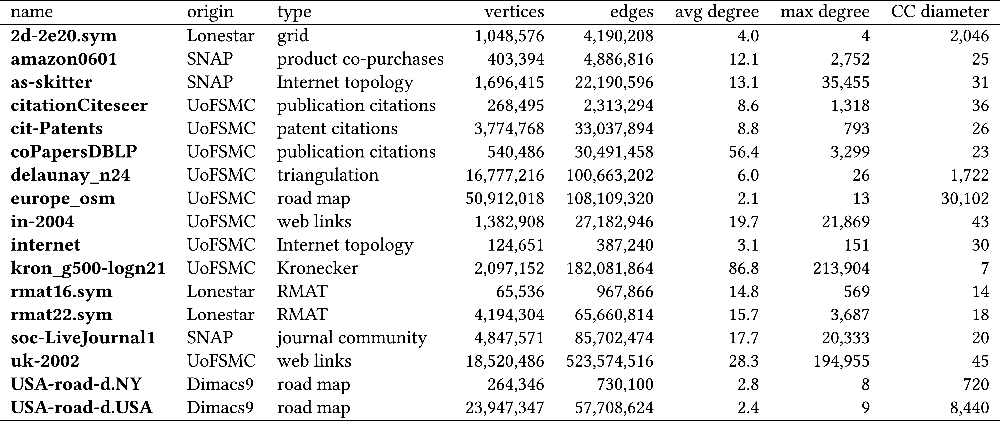 name origin type vertices edges avg degree max degree CC diameter
2d-2e20.sym Lonestar grid 1,048,576 4,190,208 4.0 4 2,046
amazon0601 SNAP product co-purchases 403,394 4,886,816 12.1 2,752 25
as-skitter SNAP Internet topology 1,696,415 22,190,596 13.1 35,455 31
citationCiteseer UoFSMC publication citations 268,495 2,313,294 8.6 1,318 36
cit-Patents UoFSMC patent citations 3,774,768 33,037,894 8.8 793 26
coPapersDBLP UoFSMC publication citations 540,486 30,491,458 56.4 3,299 23
delaunay_n24 UoFSMC triangulation 16,777,216 100,663,202 6.0 26 1,722
europe_osm UoFSMC road map 50,912,018 108,109,320 2.1 13 30,102
in-2004 UoFSMC web links 1,382,908 27,182,946 19.7 21,869 43
internet UoFSMC Internet topology 124,651 387,240 3.1 151 30
kron_g500-logn21 UoFSMC Kronecker 2,097,152 182,081,864 86.8 213,904 7
rmat16.sym Lonestar RMAT 65,536 967,866 14.8 569 14
rmat22.sym Lonestar RMAT 4,194,304 65,660,814 15.7 3,687 18
soc-LiveJournal1 SNAP journal community 4,847,571 85,702,474 17.7 20,333 20
uk-2002 UoFSMC web links 18,520,486 523,574,516 28.3 194,955 45
USA-road-d.NY Dimacs9 road map 264,346 730,100 2.8 8 720
USA-road-d.USA Dimacs9 road map 23,947,347 57,708,624 2.4 9 8,440